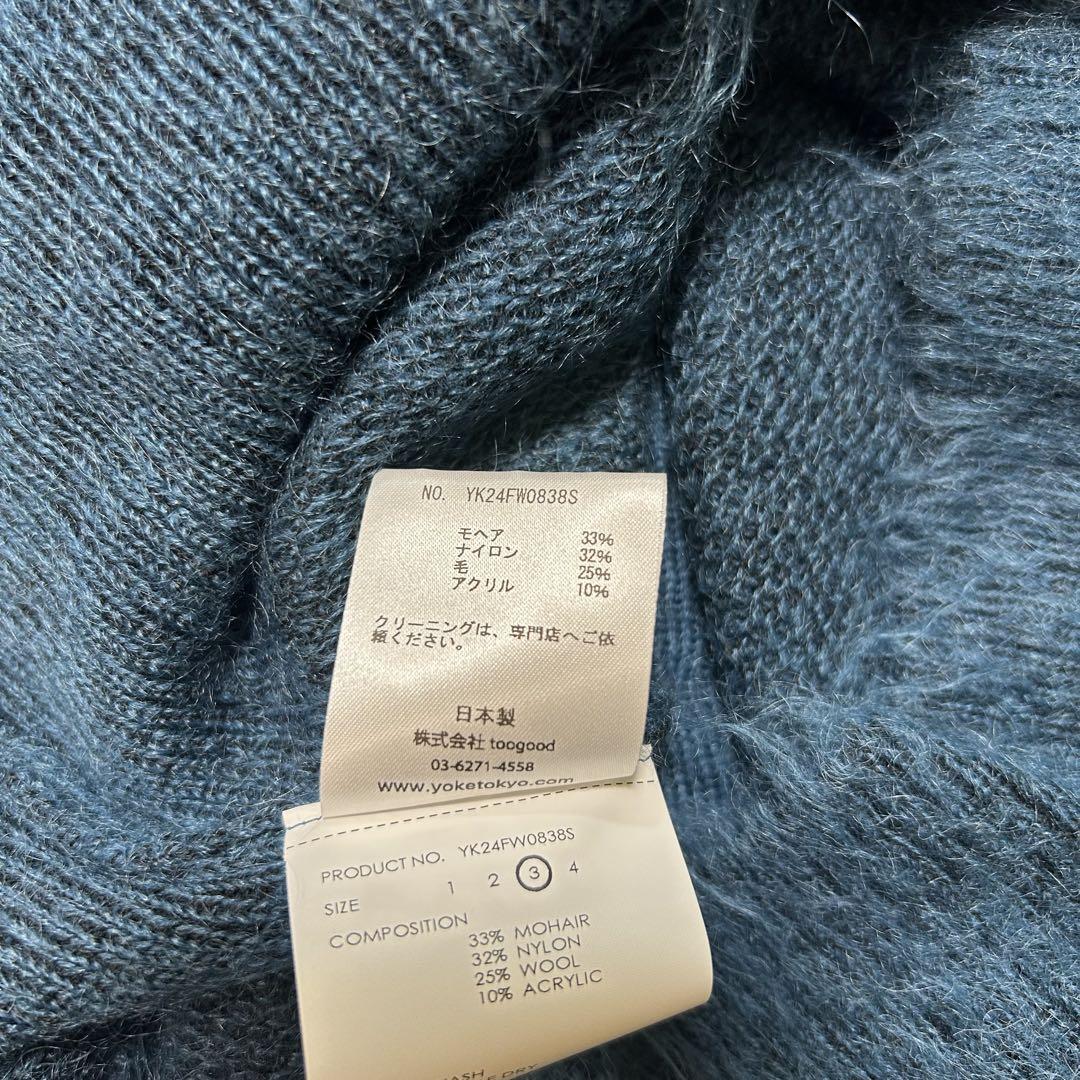 NO. YK24FW0838S
モヘア 33%
ナイロン 32%
毛 25%
アクリル 10%
クリーニングは、専門店へご依
頼ください。
日本製
株式会社 toogood
03-6271-4558
www.yoketokyo.com
PRODUCT NO. YK24FW0838S
SIZE 1 2 3 4
COMPOSITION
33% MOHAIR
32% NYLON
25% WOOL
10% ACRYLIC
DRY